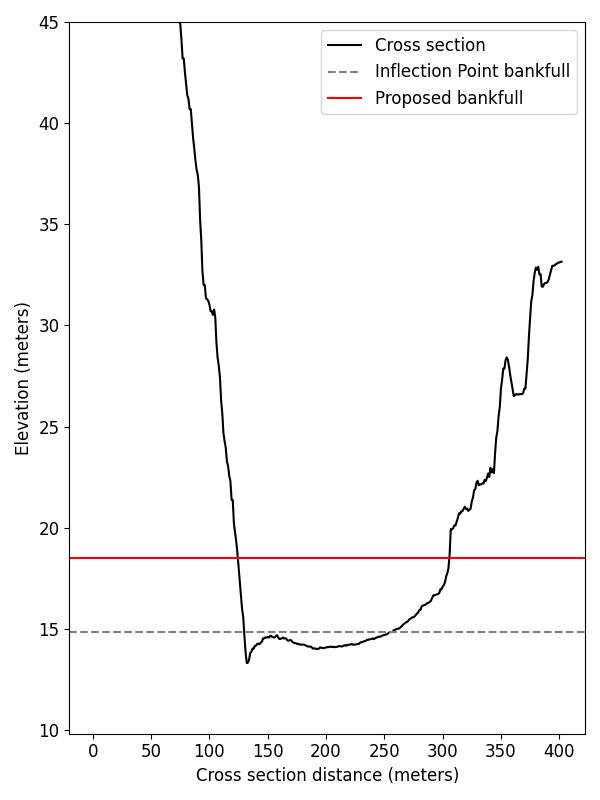 Cross section
Inflection Point bankfull
Proposed bankfull
45
40
35
30
25
20
15
10
Elevation (meters)
0 50 100 150 200 250 300 350 400
Cross section distance (meters)